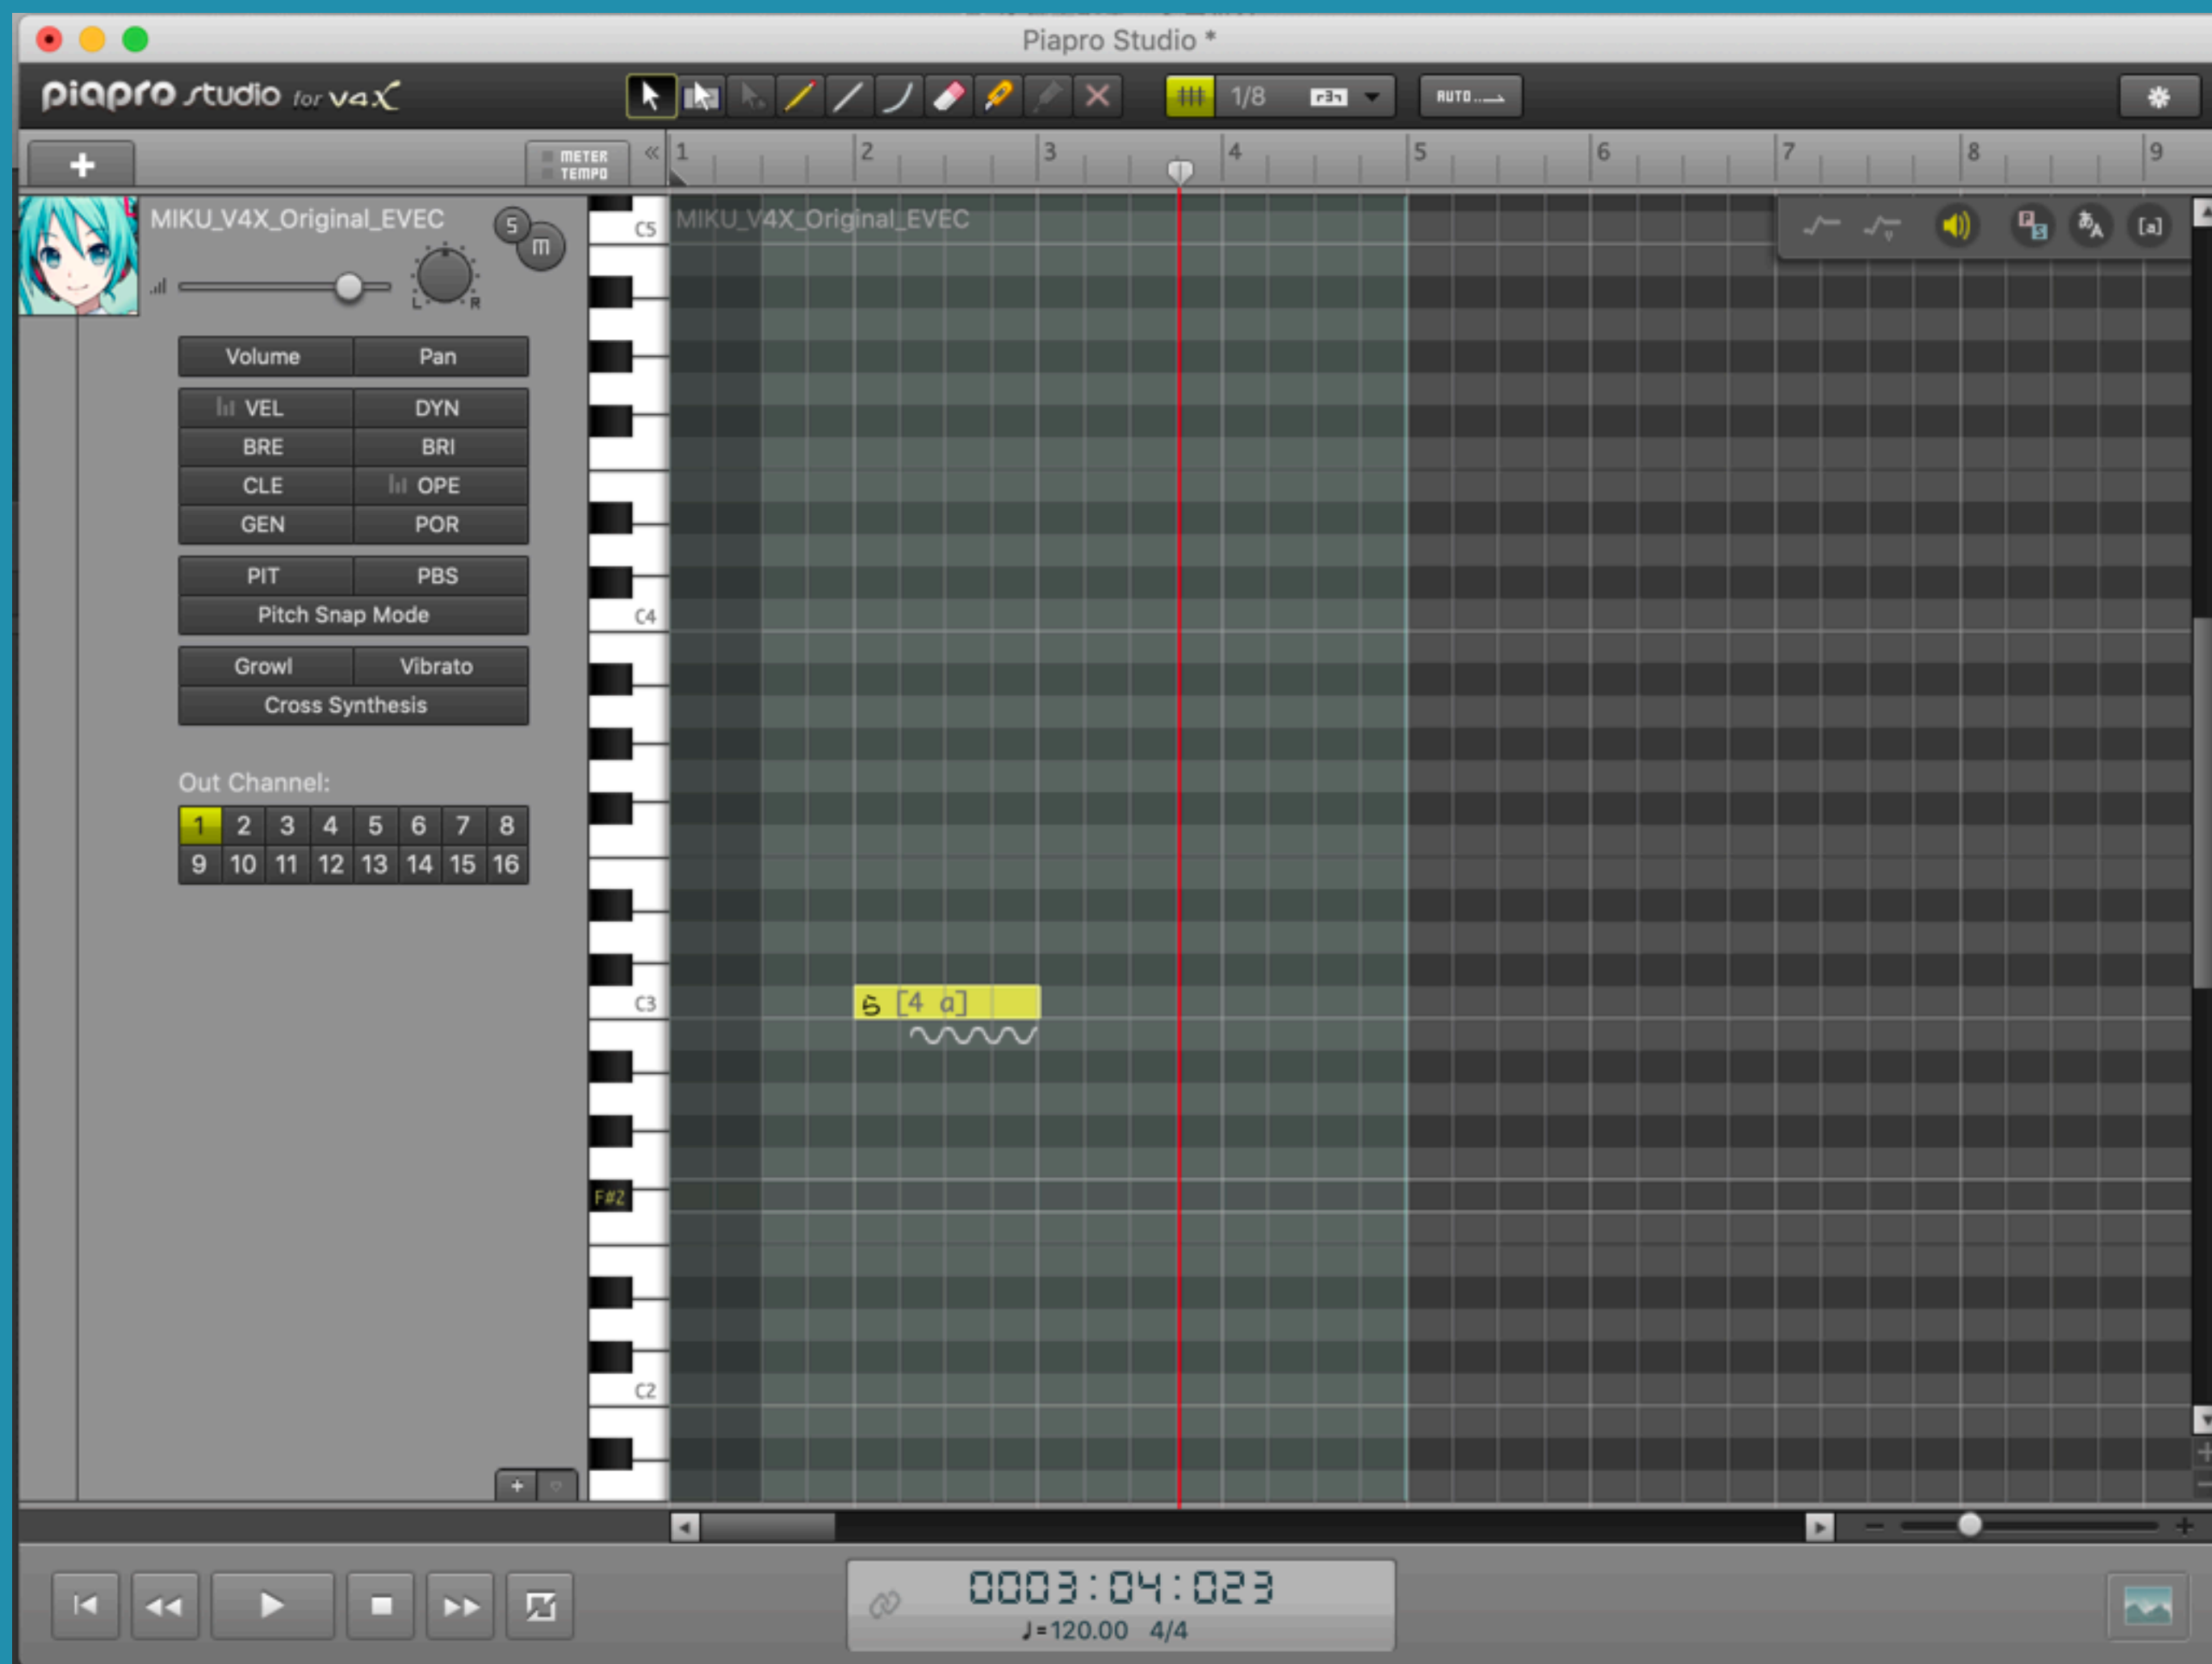 Piapro Studio *
piapro studio for V4X
1/8
AUTO
METER
TEMPO
1 2 3 4 5 6 7 8 9
MIKU_V4X_Original_EVEC
S
m
L R
C5
MIKU_V4X_Original_EVEC
P S
あA
[a]
Volume Pan
VEL DYN
BRE BRI
CLE OPE
GEN POR
PIT PBS
Pitch Snap Mode
C4
Growl Vibrato
Cross Synthesis
Out Channel:
1 2 3 4 5 6 7 8
9 10 11 12 13 14 15 16
C3
ら [4 a]
F#2
C2
0003:04:023
♩=120.00 4/4